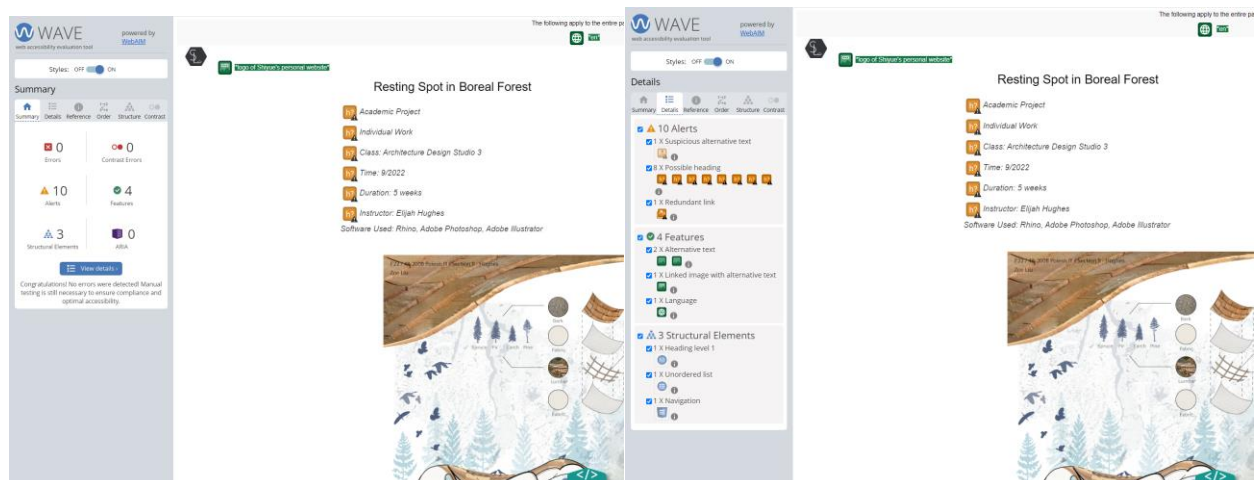 WAVE
web accessibility evaluation tool
powered by
WebAIM
Styles: OFF ON
Summary
Summary Details Reference Order Structure Contrast
0
Errors
0
Contrast Errors
10
Alerts
4
Features
3
Structural Elements
0
ARIA
View details ›
Congratulations! No errors were detected! Manual
testing is still necessary to ensure compliance and
optimal accessibility.
The following apply to the entire pa
"en"
"logo of Shiyue's personal website"
Resting Spot in Boreal Forest
h? Academic Project
h? Individual Work
h? Class: Architecture Design Studio 3
h? Time: 9/2022
h? Duration: 5 weeks
h? Instructor: Elijah Hughes
Software Used: Rhino, Adobe Photoshop, Adobe Illustrator
Bark
Fabric
Lumber
Fabric
</>
WAVE
web accessibility evaluation tool
powered by
WebAIM
Styles: OFF ON
Details
Summary Details Reference Order Structure Contrast
10 Alerts
1 X Suspicious alternative text
8 X Possible heading
h? h? h? h? h? h? h? h?
1 X Redundant link
4 Features
2 X Alternative text
1 X Linked image with alternative text
1 X Language
3 Structural Elements
1 X Heading level 1
1 X Unordered list
1 X Navigation
The following apply to the entire pa
"en"
"logo of Shiyue's personal website"
Resting Spot in Boreal Forest
h? Academic Project
h? Individual Work
h? Class: Architecture Design Studio 3
h? Time: 9/2022
h? Duration: 5 weeks
h? Instructor: Elijah Hughes
Software Used: Rhino, Adobe Photoshop, Adobe Illustrator
Bark
Fabric
Lumber
Fabric
</>